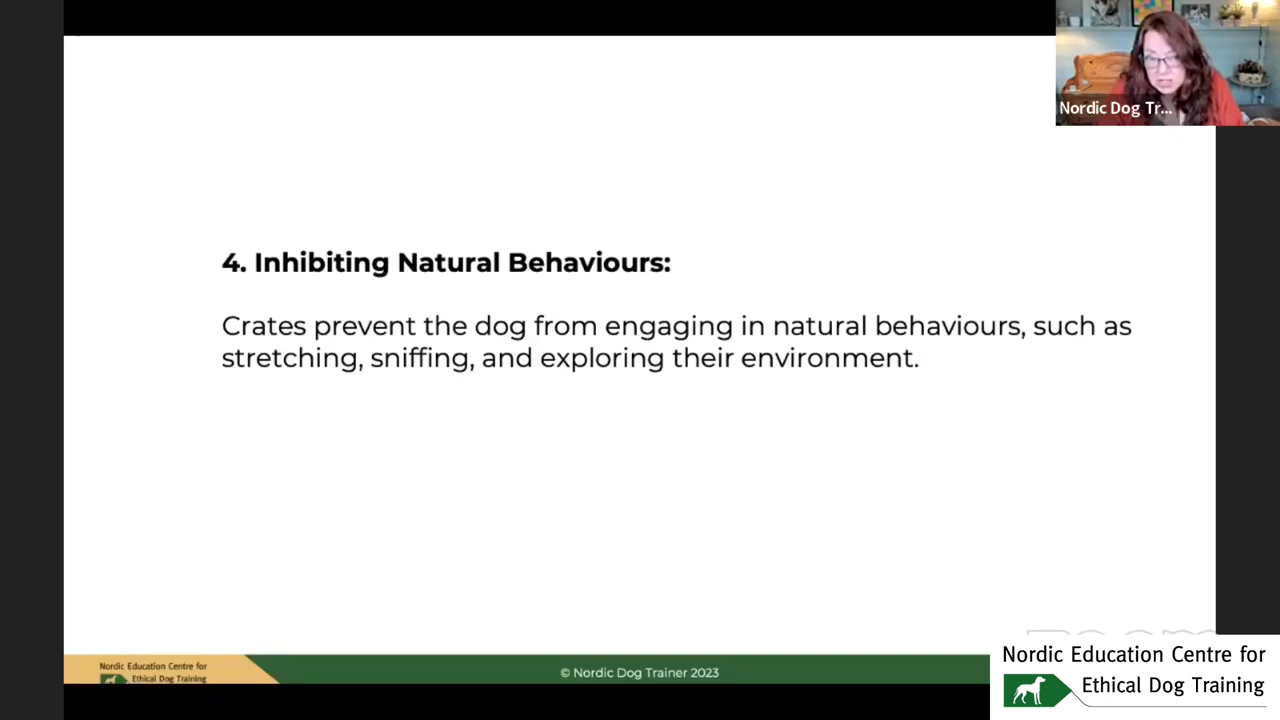 Nordic Dog Tr...
4. Inhibiting Natural Behaviours:
Crates prevent the dog from engaging in natural behaviours, such as
stretching, sniffing, and exploring their environment.
Nordic Education Centre for
Ethical Dog Training
© Nordic Dog Trainer 2023
zoom
Nordic Education Centre for
Ethical Dog Training